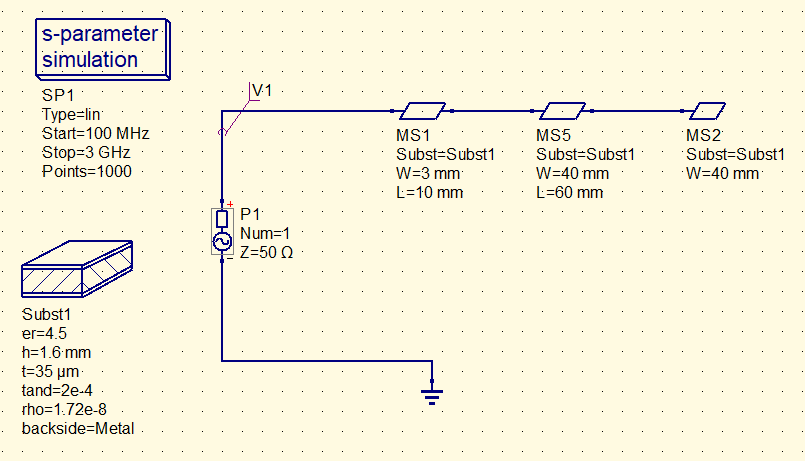 s-parameter
simulation
SP1
Type=lin
Start=100 MHz
Stop=3 GHz
Points=1000
V1
MS1
Subst=Subst1
W=3 mm
L=10 mm
MS5
Subst=Subst1
W=40 mm
L=60 mm
MS2
Subst=Subst1
W=40 mm
+
P1
Num=1
Z=50 Ω
-
Subst1
er=4.5
h=1.6 mm
t=35 µm
tand=2e-4
rho=1.72e-8
backside=Metal